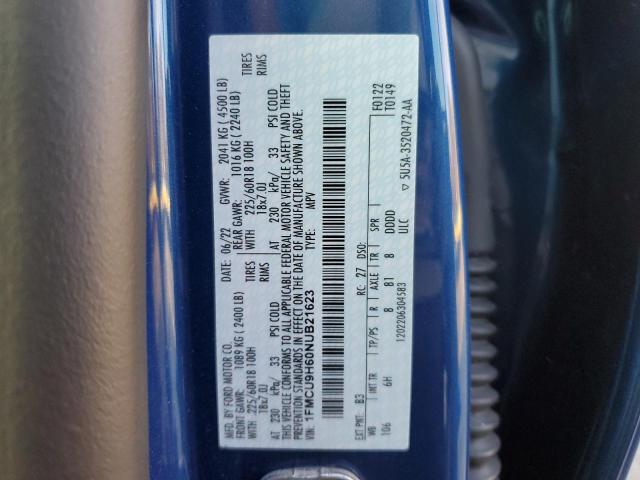 MFD. BY FORD MOTOR CO.
DATE: 06/22 GVWR: 2041 KG ( 4500 LB)
FRONT GAWR: 1089 KG ( 2400 LB) REAR GAWR: 1016 KG ( 2240 LB)
WITH .225/60R18 100H TIRES WITH .225/60R18 100H TIRES
18x7.0J RIMS 18x7.0J RIMS
AT 230 kPa/ 33 PSI COLD AT 230 kPa/ 33 PSI COLD
THIS VEHICLE CONFORMS TO ALL APPLICABLE FEDERAL MOTOR VEHICLE SAFETY AND THEFT
PREVENTION STANDARDS IN EFFECT ON THE DATE OF MANUFACTURE SHOWN ABOVE.
VIN: 1FMCU9H60NUB21623 TYPE: MPV
F0122
T0149
EXT PNT: B3 RC: 27 DSO:
WB INT TR TP/PS R AXLE TR SPR
106 6H 8 81 8 DDDD
1202206304583 ULC
▽ 5U5A-3520472-AA